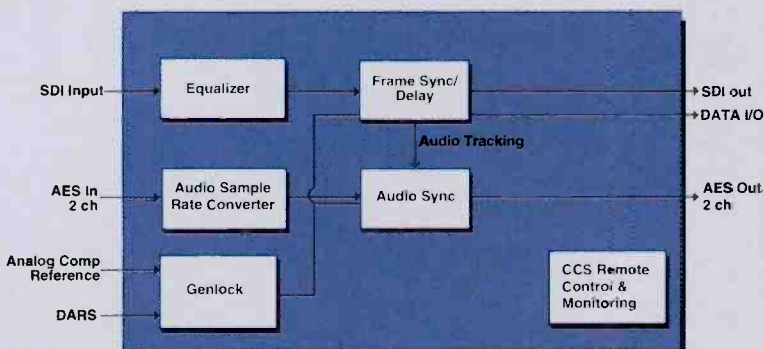 SDI Input
Equalizer
Frame Sync/
Delay
SDI out
DATA I/O
Audio Tracking
AES In
2 ch
Audio Sample
Rate Converter
Audio Sync
AES Out
2 ch
Analog Comp
Reference
Genlock
DARS
CCS Remote
Control &
Monitoring